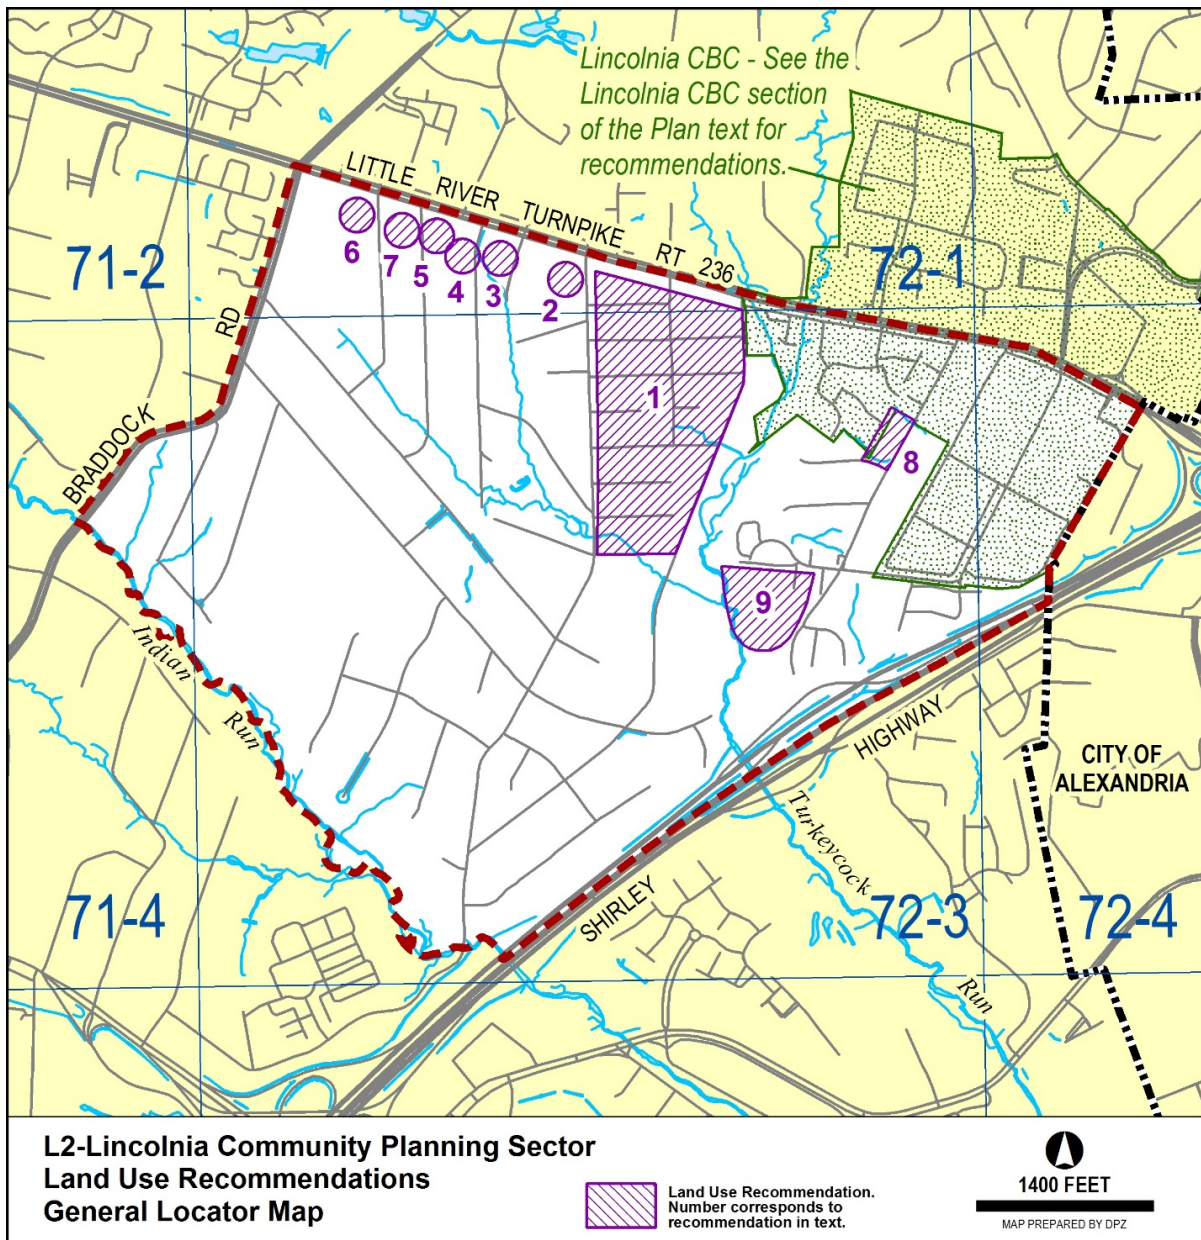 Lincolnia CBC - See the
Lincolnia CBC section
of the Plan text for
recommendations.
LITTLE RIVER TURNPIKE RT 236
71-2
72-1
6
7
5
4
3
2
1
8
9
BRADDOCK RD
Indian Run
HIGHWAY
SHIRLEY
CITY OF
ALEXANDRIA
Turkeycock Run
71-4
72-3
72-4
L2-Lincolnia Community Planning Sector
Land Use Recommendations
General Locator Map
Land Use Recommendation.
Number corresponds to
recommendation in text.
1400 FEET
MAP PREPARED BY DPZ